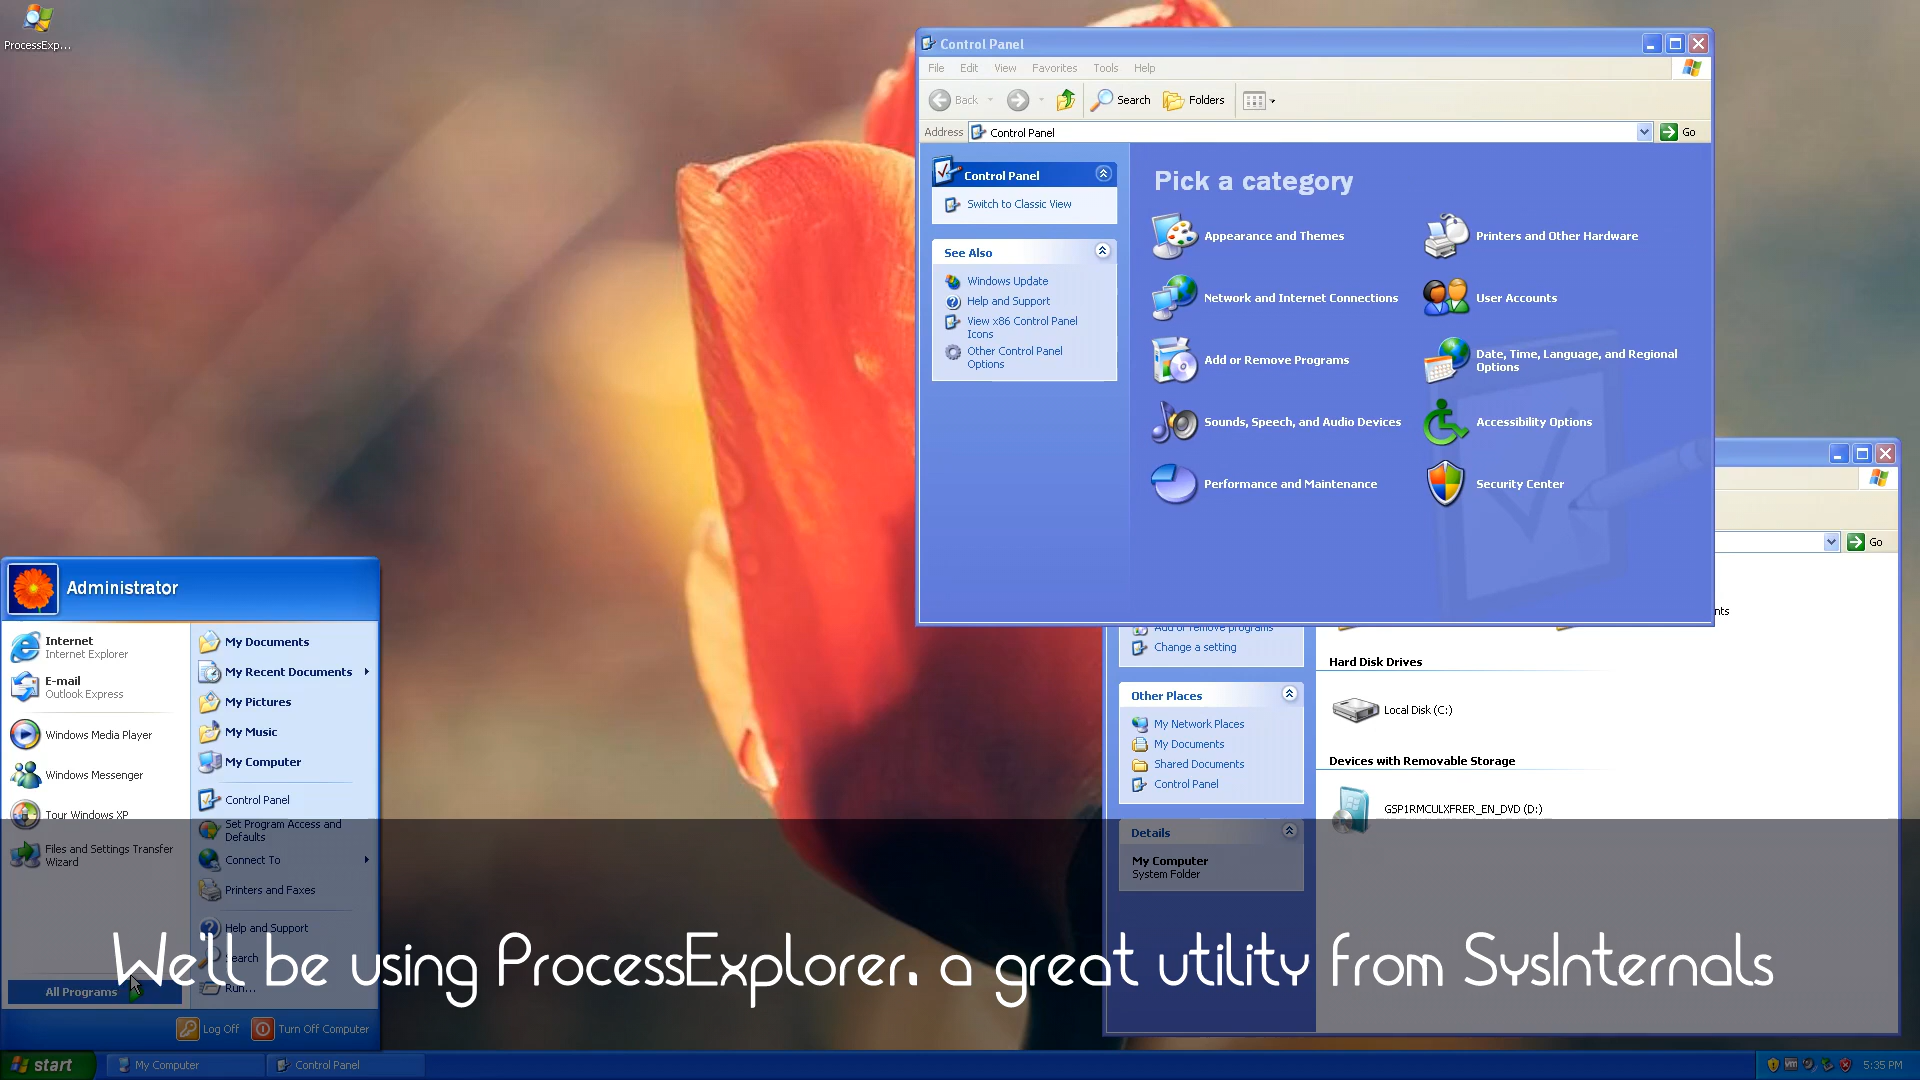 ProcessExp...
Control Panel
File Edit View Favorites Tools Help
Back Search Folders
Address Control Panel Go
Control Panel
Switch to Classic View
See Also
Windows Update
Help and Support
View x86 Control Panel
Icons
Other Control Panel
Options
Pick a category
Appearance and Themes
Printers and Other Hardware
Network and Internet Connections
User Accounts
Add or Remove Programs
Date, Time, Language, and Regional
Options
Sounds, Speech, and Audio Devices
Accessibility Options
Performance and Maintenance
Security Center
Go
nts
Add or remove programs
Change a setting
Other Places
My Network Places
My Documents
Shared Documents
Control Panel
Details
My Computer
System Folder
Hard Disk Drives
Local Disk (C:)
Devices with Removable Storage
GSP1RMCULXFRER_EN_DVD (D:)
Administrator
Internet
Internet Explorer
E-mail
Outlook Express
Windows Media Player
Windows Messenger
Tour Windows XP
Files and Settings Transfer
Wizard
All Programs
My Documents
My Recent Documents
My Pictures
My Music
My Computer
Control Panel
Set Program Access and
Defaults
Connect To
Printers and Faxes
Help and Support
Search
Run...
Log Off Turn Off Computer
We'll be using ProcessExplorer, a great utility from SysInternals
start My Computer Control Panel 5:35 PM